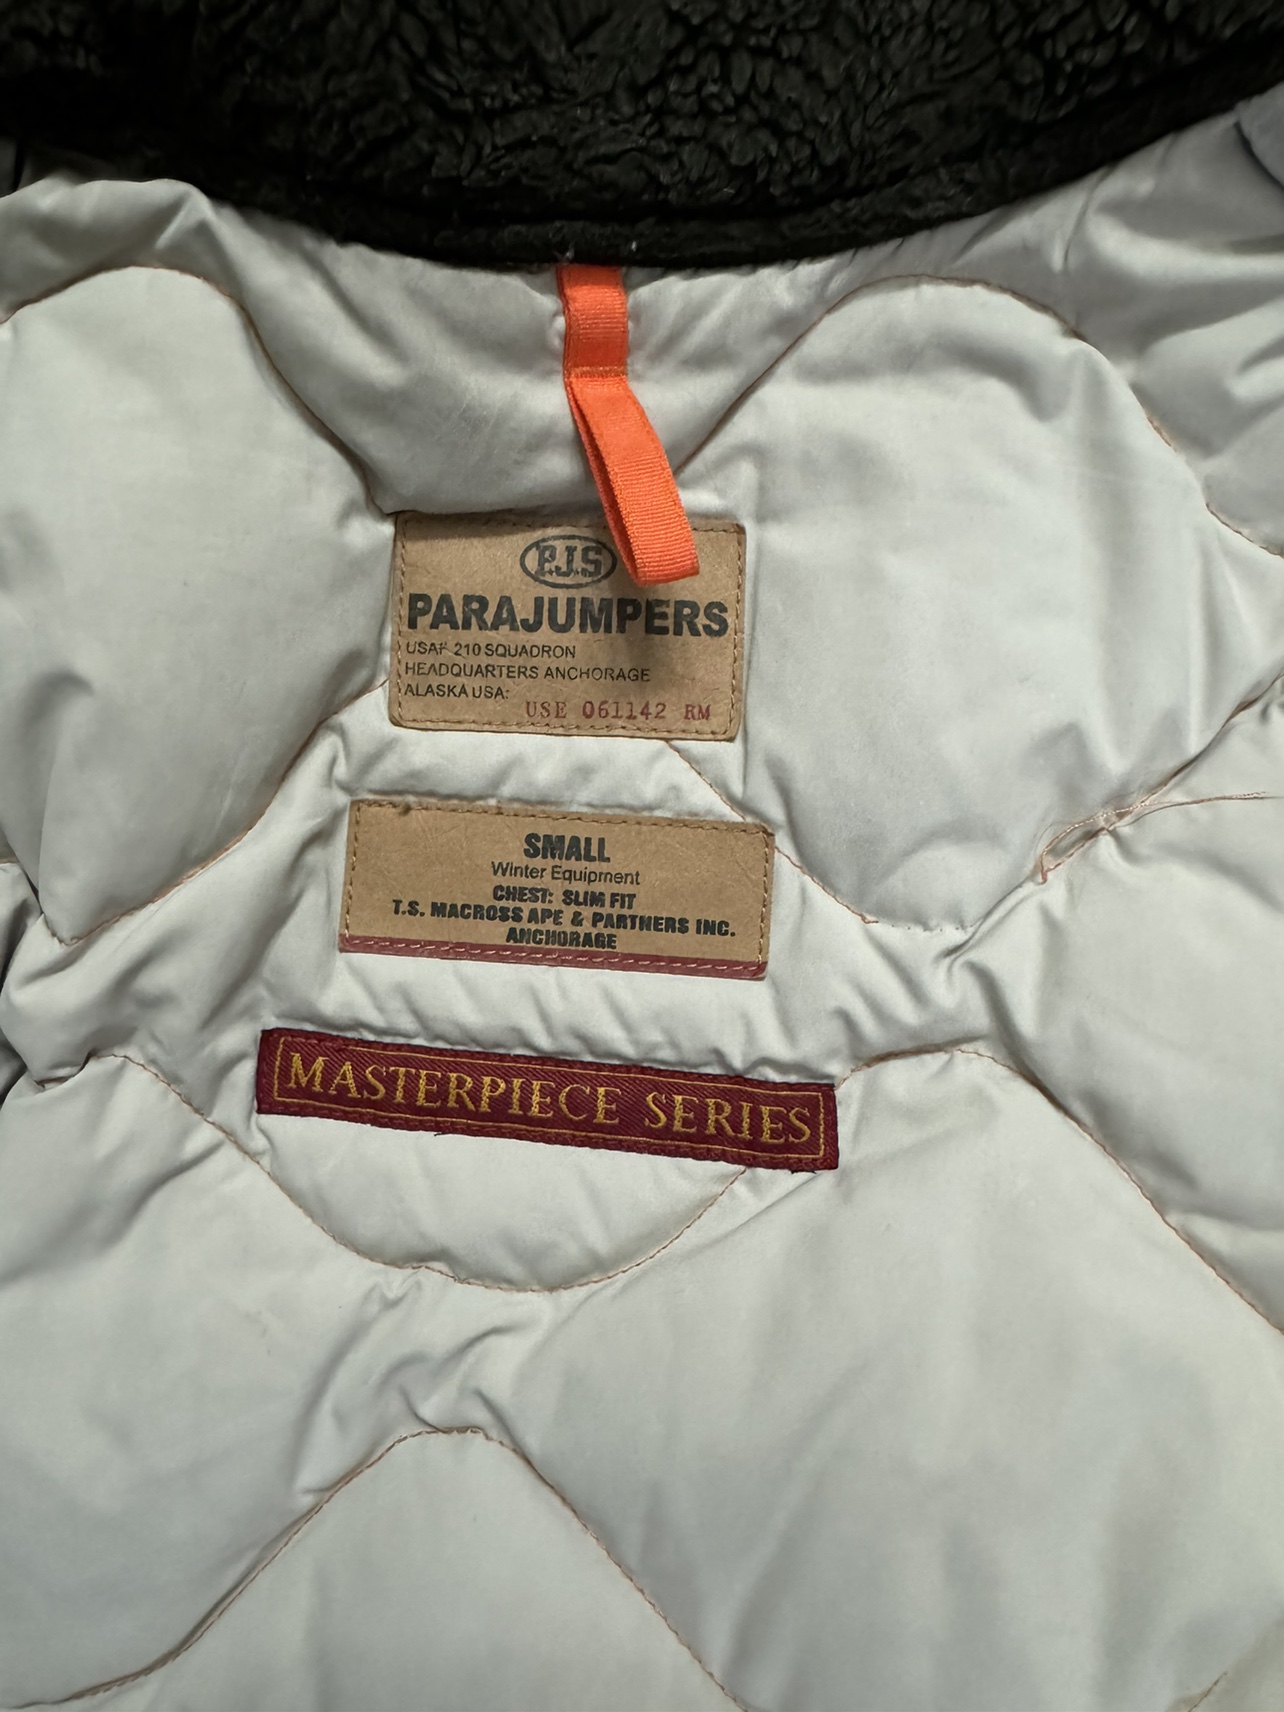 P.J.S
PARAJUMPERS
USAF 210 SQUADRON
HEADQUARTERS ANCHORAGE
ALASKA USA:
USE 061142 RM
SMALL
Winter Equipment
CHEST: SLIM FIT
T.S. MACROSS APE & PARTNERS INC.
ANCHORAGE
MASTERPIECE SERIES